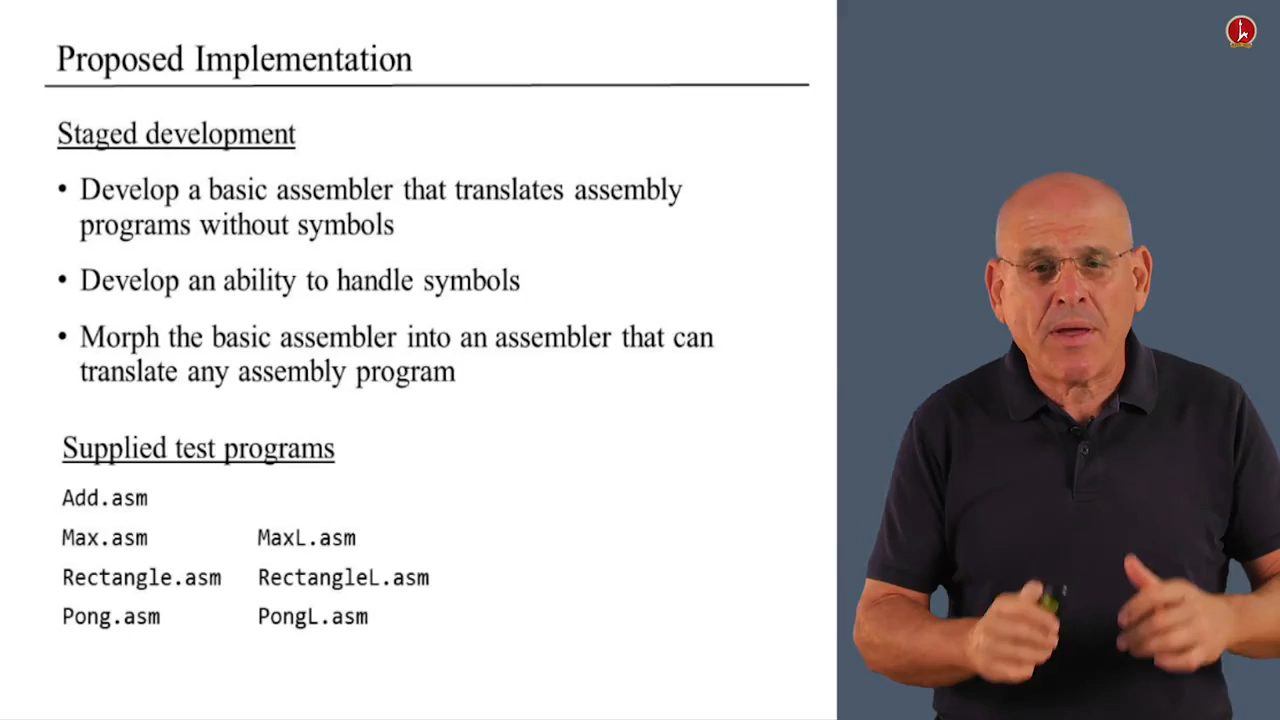 Proposed Implementation
Staged development
• Develop a basic assembler that translates assembly
programs without symbols
• Develop an ability to handle symbols
• Morph the basic assembler into an assembler that can
translate any assembly program
Supplied test programs
Add.asm
Max.asm MaxL.asm
Rectangle.asm RectangleL.asm
Pong.asm PongL.asm